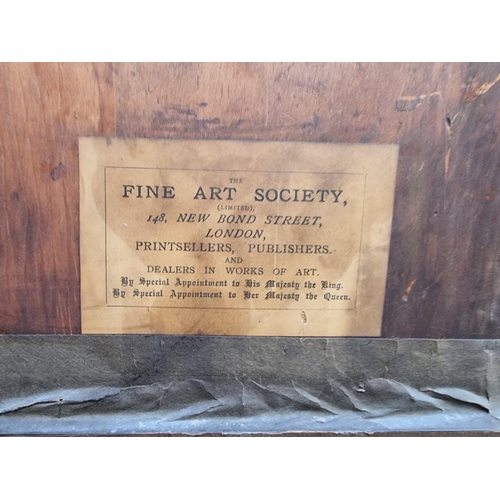 THE
FINE ART SOCIETY,
(LIMITED),
148, NEW BOND STREET,
LONDON,
PRINTSELLERS, PUBLISHERS.
AND
DEALERS IN WORKS OF ART.
By Special Appointment to His Majesty the King.
By Special Appointment to Her Majesty the Queen.